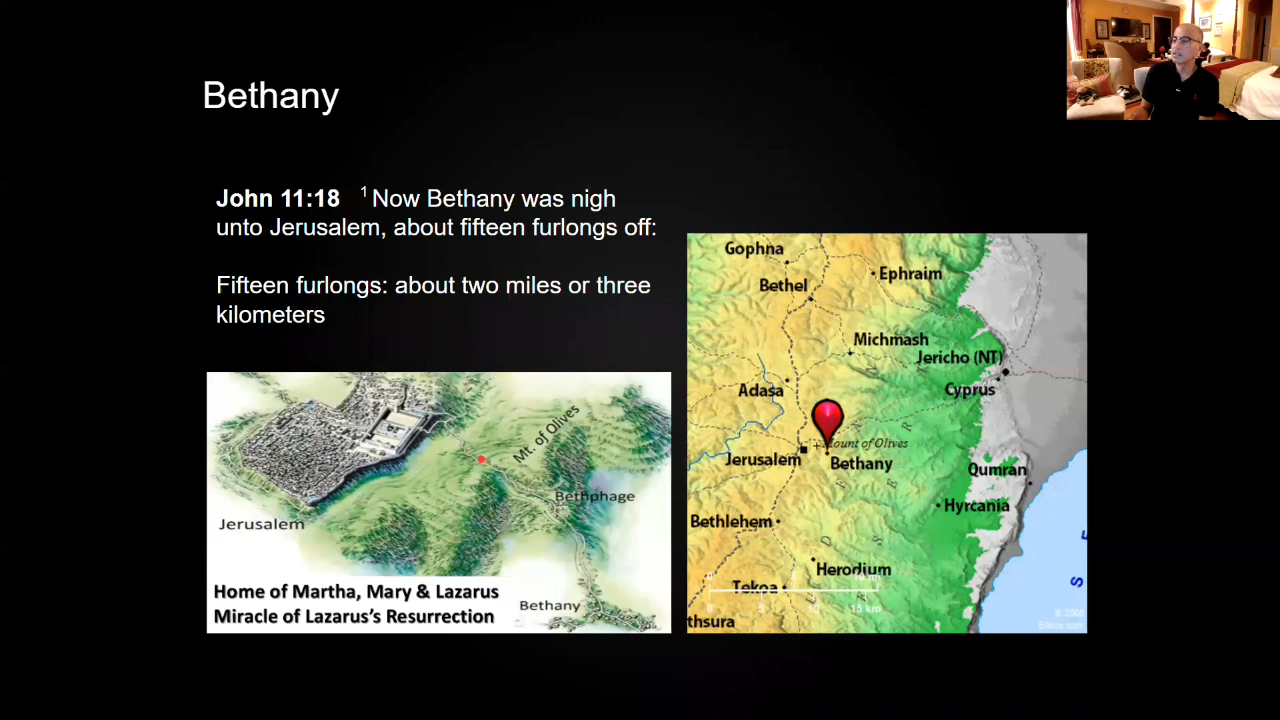 Bethany
John 11:18 1 Now Bethany was nigh
unto Jerusalem, about fifteen furlongs off:
Fifteen furlongs: about two miles or three
kilometers
Mt. of Olives
Bethphage
Jerusalem
Home of Martha, Mary & Lazarus
Miracle of Lazarus's Resurrection
Bethany
Gophna
Ephraim
Bethel
Michmash
Jericho (NT)
Adasa
Cyprus
Mount of Olives
Jerusalem
Bethany
Qumran
Hyrcania
Bethlehem
Herodium
Tekoa
0 5 10 15 km
thsura
D E S E R
S E
© 2008